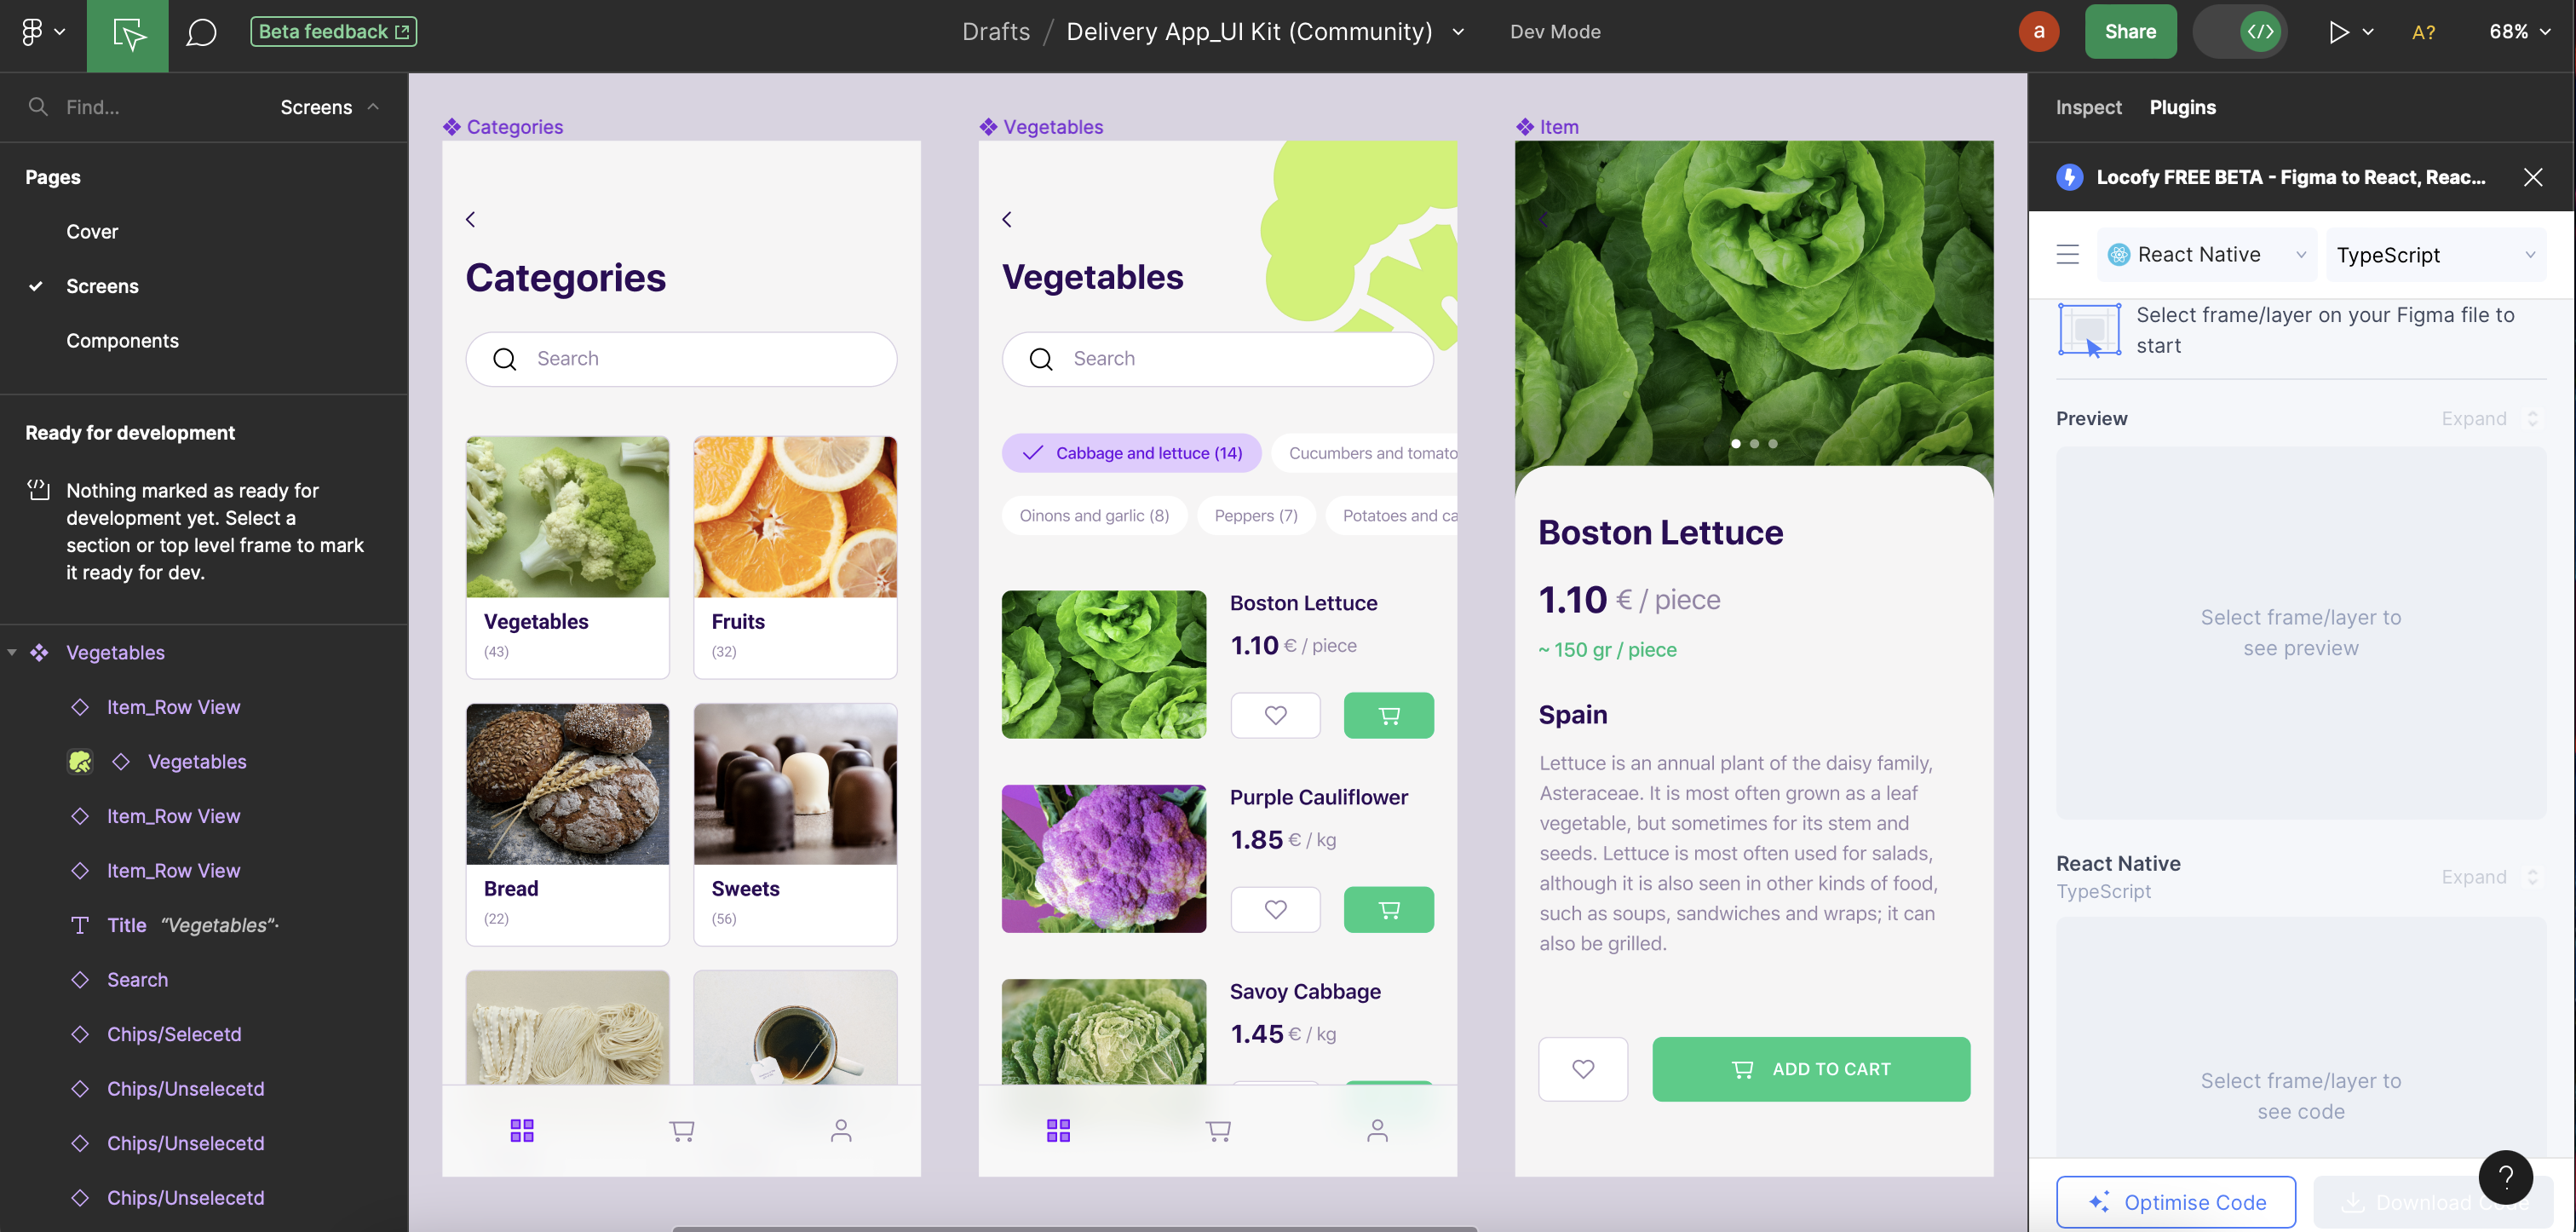 Beta feedback
Drafts / Delivery App_UI Kit (Community)
Dev Mode
a
Share
A?
68%
Find...
Screens
Pages
Cover
Screens
Components
Ready for development
Nothing marked as ready for
development yet. Select a
section or top level frame to mark
it ready for dev.
Vegetables
Item_Row View
Vegetables
Item_Row View
Item_Row View
Title “Vegetables”·
Search
Chips/Selecetd
Chips/Unselecetd
Chips/Unselecetd
Chips/Unselecetd
Categories
Categories
Search
Vegetables
(43)
Fruits
(32)
Bread
(22)
Sweets
(56)
Vegetables
Vegetables
Search
Cabbage and lettuce (14)
Cucumbers and tomato
Oinons and garlic (8)
Peppers (7)
Potatoes and ca
Boston Lettuce
1.10 € / piece
Purple Cauliflower
1.85 € / kg
Savoy Cabbage
1.45 € / kg
Item
Boston Lettuce
1.10 € / piece
~ 150 gr / piece
Spain
Lettuce is an annual plant of the daisy family,
Asteraceae. It is most often grown as a leaf
vegetable, but sometimes for its stem and
seeds. Lettuce is most often used for salads,
although it is also seen in other kinds of food,
such as soups, sandwiches and wraps; it can
also be grilled.
ADD TO CART
Inspect
Plugins
Locofy FREE BETA - Figma to React, Reac...
React Native
TypeScript
Select frame/layer on your Figma file to
start
Preview
Expand
Select frame/layer to
see preview
React Native
Expand
TypeScript
Select frame/layer to
see code
?
Optimise Code
Download